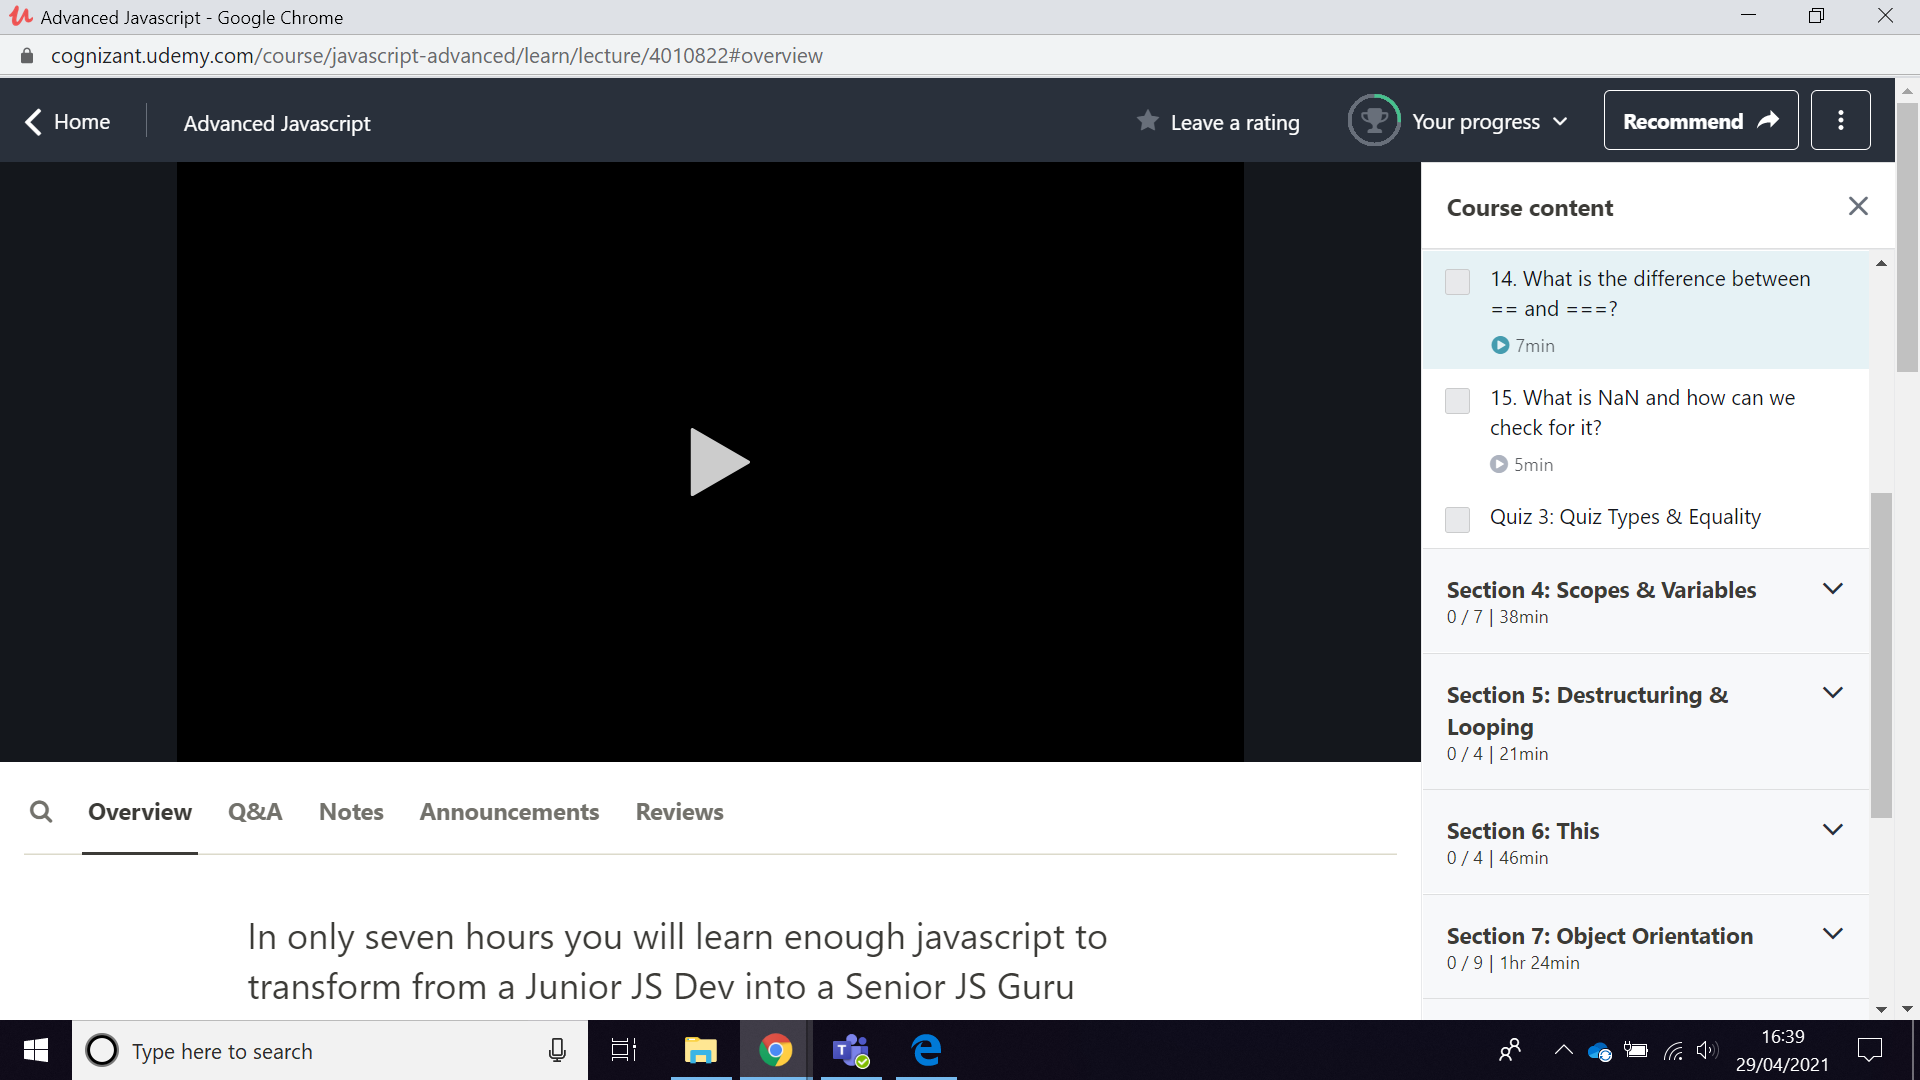 Advanced Javascript - Google Chrome
cognizant.udemy.com/course/javascript-advanced/learn/lecture/4010822#overview
Home
Advanced Javascript
Leave a rating
Your progress
Recommend
Course content
14. What is the difference between
== and ===?
7min
15. What is NaN and how can we
check for it?
5min
Quiz 3: Quiz Types & Equality
Section 4: Scopes & Variables
0 / 7 | 38min
Section 5: Destructuring &
Looping
0 / 4 | 21min
Section 6: This
0 / 4 | 46min
Section 7: Object Orientation
0 / 9 | 1hr 24min
Overview
Q&A
Notes
Announcements
Reviews
In only seven hours you will learn enough javascript to
transform from a Junior JS Dev into a Senior JS Guru
Type here to search
16:39
29/04/2021